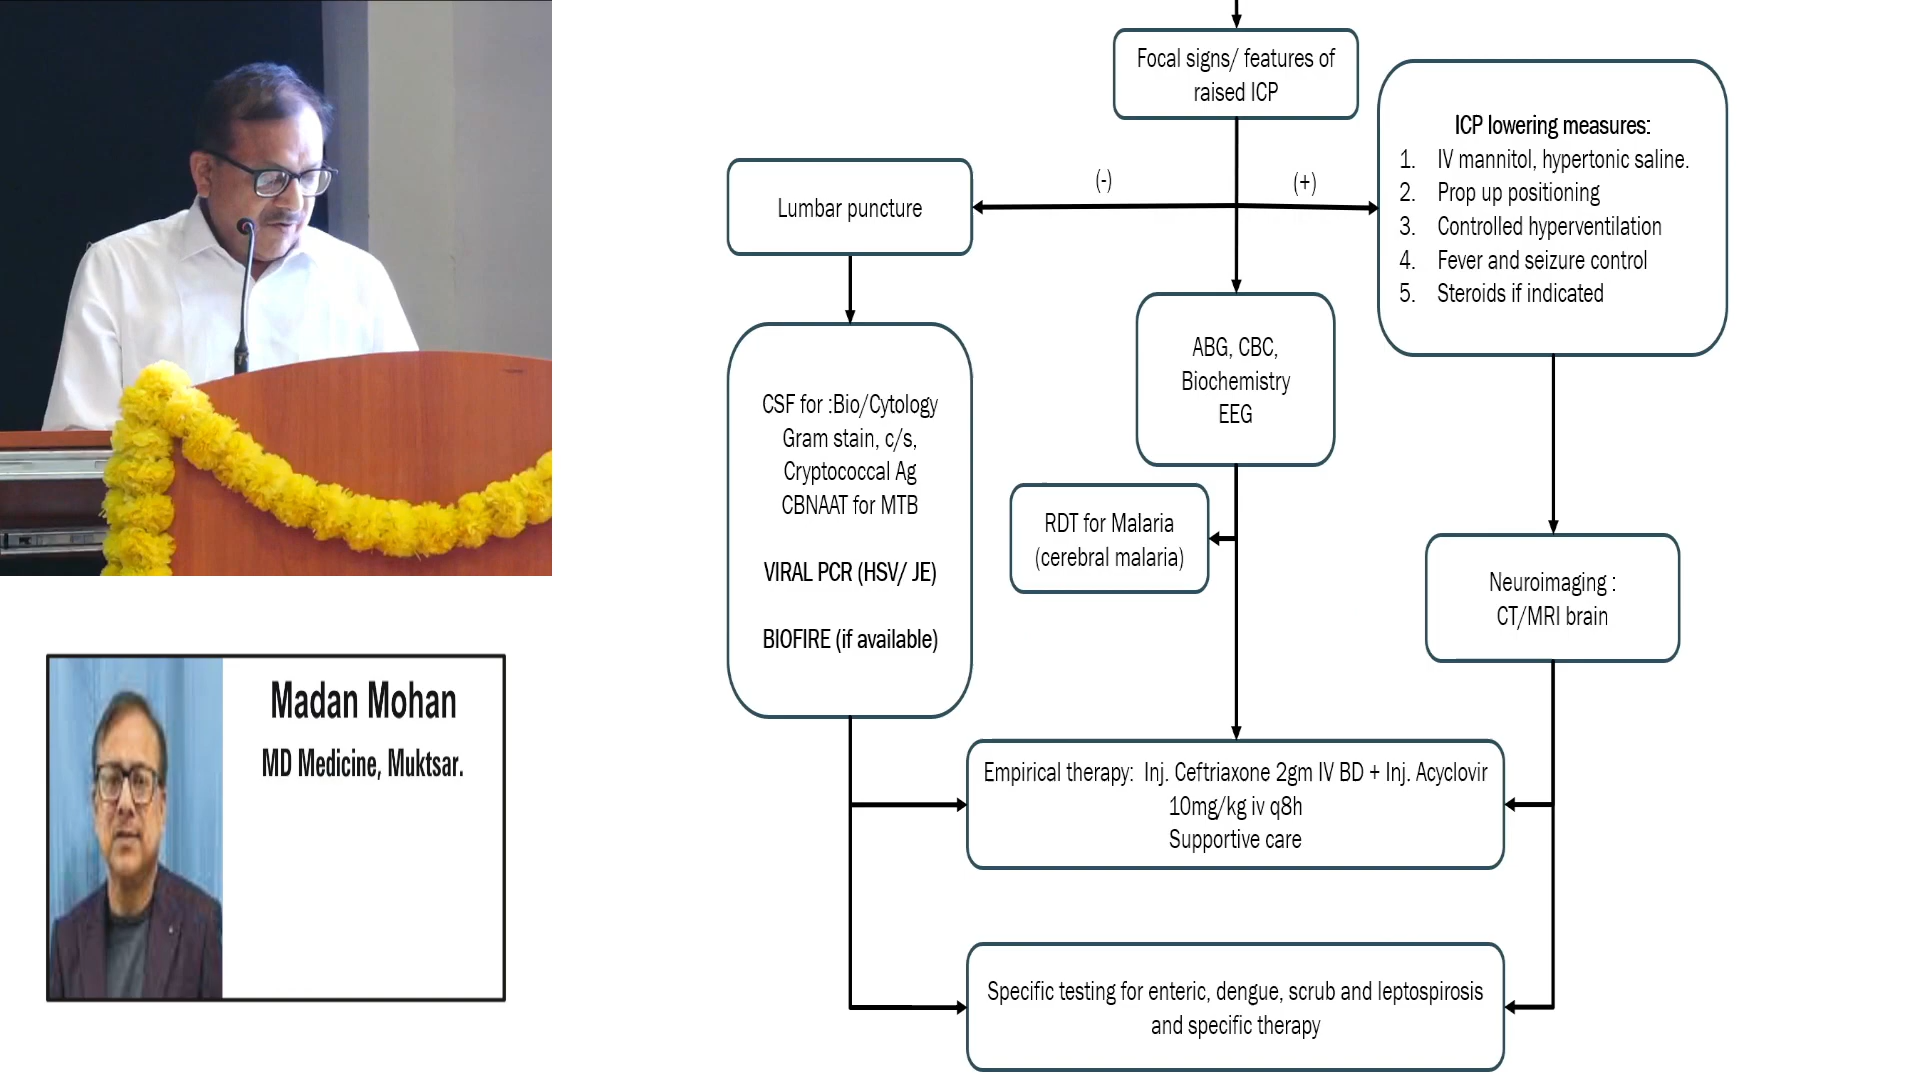 Focal signs/ features of
raised ICP
ICP lowering measures:
1. IV mannitol, hypertonic saline.
2. Prop up positioning
3. Controlled hyperventilation
4. Fever and seizure control
5. Steroids if indicated
(-)
(+)
Lumbar puncture
ABG, CBC,
Biochemistry
EEG
CSF for :Bio/Cytology
Gram stain, c/s,
Cryptococcal Ag
CBNAAT for MTB
VIRAL PCR (HSV/ JE)
BIOFIRE (if available)
RDT for Malaria
(cerebral malaria)
Neuroimaging :
CT/MRI brain
Empirical therapy: Inj. Ceftriaxone 2gm IV BD + Inj. Acyclovir
10mg/kg iv q8h
Supportive care
Specific testing for enteric, dengue, scrub and leptospirosis
and specific therapy
Madan Mohan
MD Medicine, Muktsar.